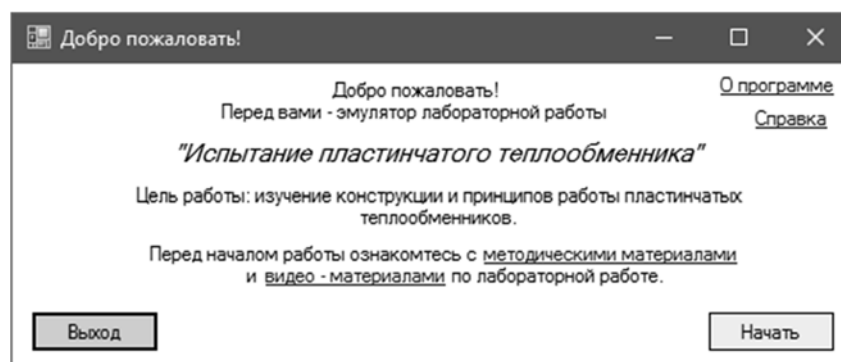 Добро пожаловать!
Добро пожаловать!
О программе
Перед вами - эмулятор лабораторной работы
Справка
"Испытание пластинчатого теплообменника"
Цель работы: изучение конструкции и принципов работы пластинчатых
теплообменников.
Перед началом работы ознакомтесь с методическими материалами
и видео - материалами по лабораторной работе.
Выход
Начать